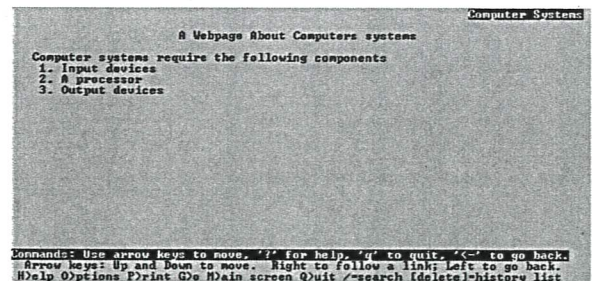 Computer Systems
A Webpage About Computers systems
Computer systems require the following components
1. Input devices
2. A processor
3. Output devices
Commands: Use arrow keys to move, '?' for help, 'q' to quit, '<-' to go back.
Arrow keys: Up and Down to move. Right to follow a link; Left to go back.
H)elp O)ptions P)rint G)o M)ain screen Q)uit /=search [delete]=history list